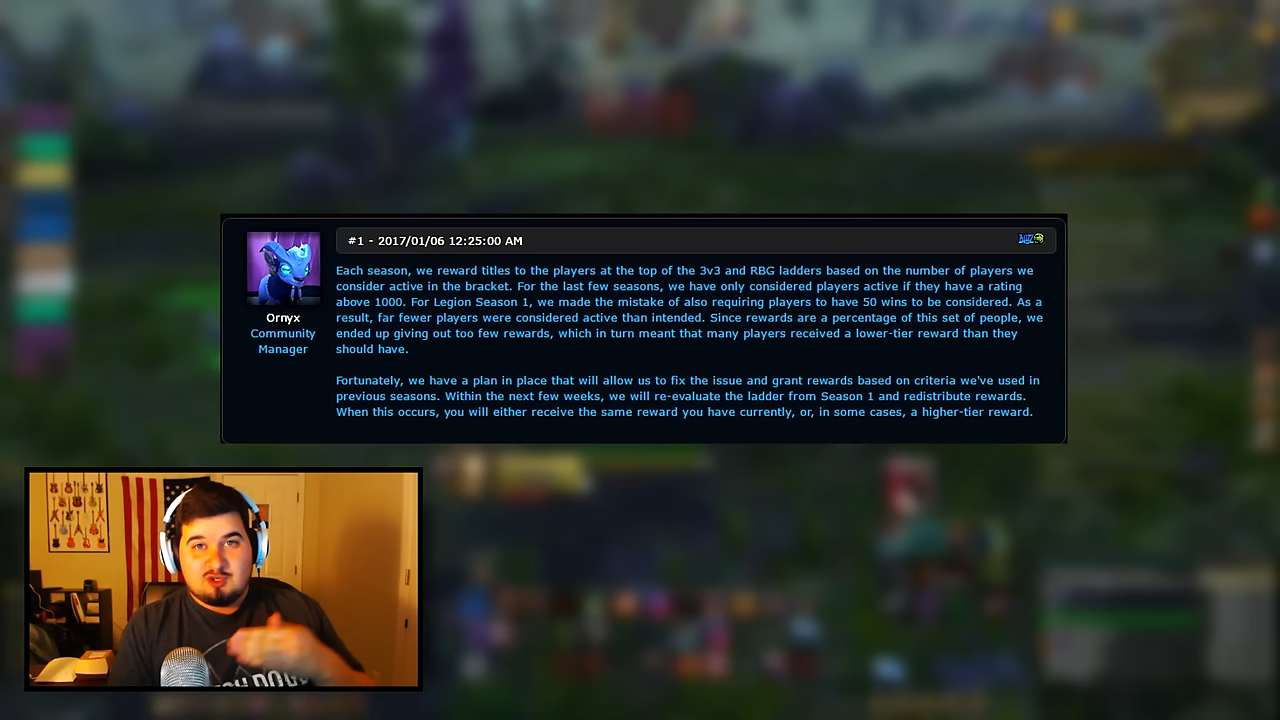 #1 - 2017/01/06 12:25:00 AM
Ornyx
Community
Manager
Each season, we reward titles to the players at the top of the 3v3 and RBG ladders based on the number of players we
consider active in the bracket. For the last few seasons, we have only considered players active if they have a rating
above 1000. For Legion Season 1, we made the mistake of also requiring players to have 50 wins to be considered. As a
result, far fewer players were considered active than intended. Since rewards are a percentage of this set of people, we
ended up giving out too few rewards, which in turn meant that many players received a lower-tier reward than they
should have.
Fortunately, we have a plan in place that will allow us to fix the issue and grant rewards based on criteria we've used in
previous seasons. Within the next few weeks, we will re-evaluate the ladder from Season 1 and redistribute rewards.
When this occurs, you will either receive the same reward you have currently, or, in some cases, a higher-tier reward.